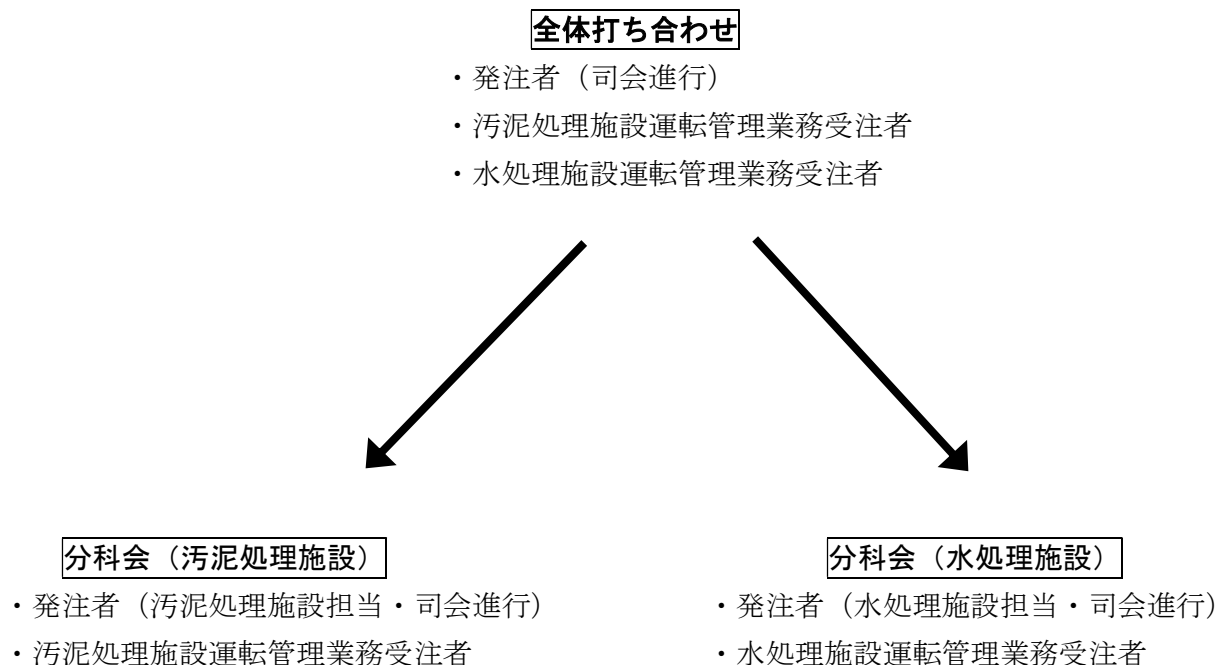 全体打ち合わせ
・発注者（司会進行）
・汚泥処理施設運転管理業務受注者
・水処理施設運転管理業務受注者
分科会（汚泥処理施設）
・発注者（汚泥処理施設担当・司会進行）
・汚泥処理施設運転管理業務受注者
分科会（水処理施設）
・発注者（水処理施設担当・司会進行）
・水処理施設運転管理業務受注者